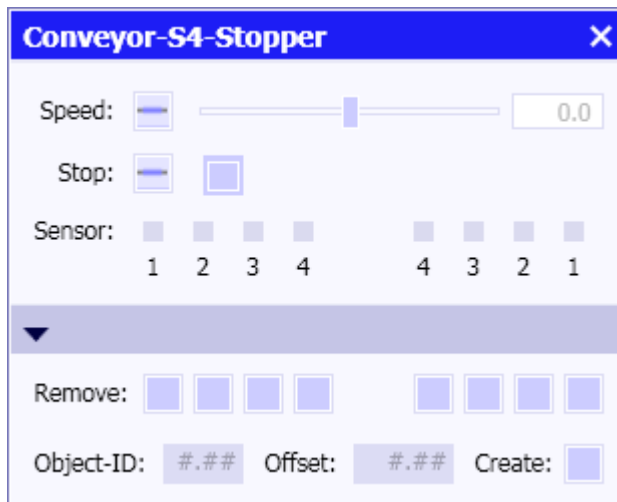 Conveyor-S4-Stopper
Speed: 0.0
Stop:
Sensor:
1 2 3 4 4 3 2 1
Remove:
Object-ID: #.## Offset: #.## Create: